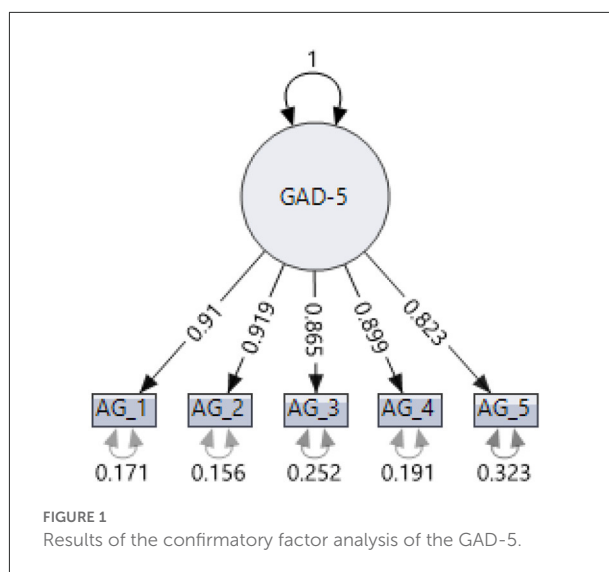 1
GAD-5
0.91
0.919
0.865
0.899
0.823
AG_1 AG_2 AG_3 AG_4 AG_5
0.171 0.156 0.252 0.191 0.323
FIGURE 1
Results of the confirmatory factor analysis of the GAD-5.